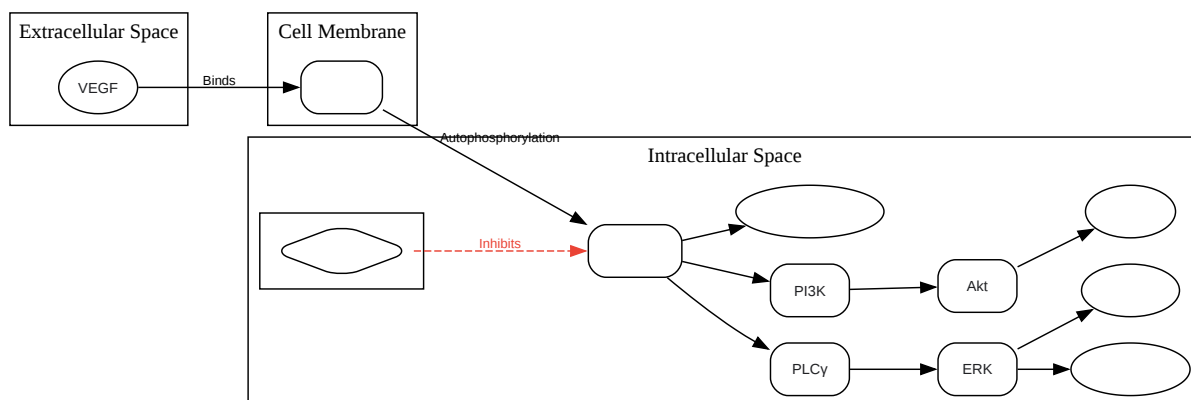 Extracellular Space
Cell Membrane
VEGF
Binds
Autophosphorylation
Intracellular Space
Inhibits
PI3K
Akt
PLCγ
ERK